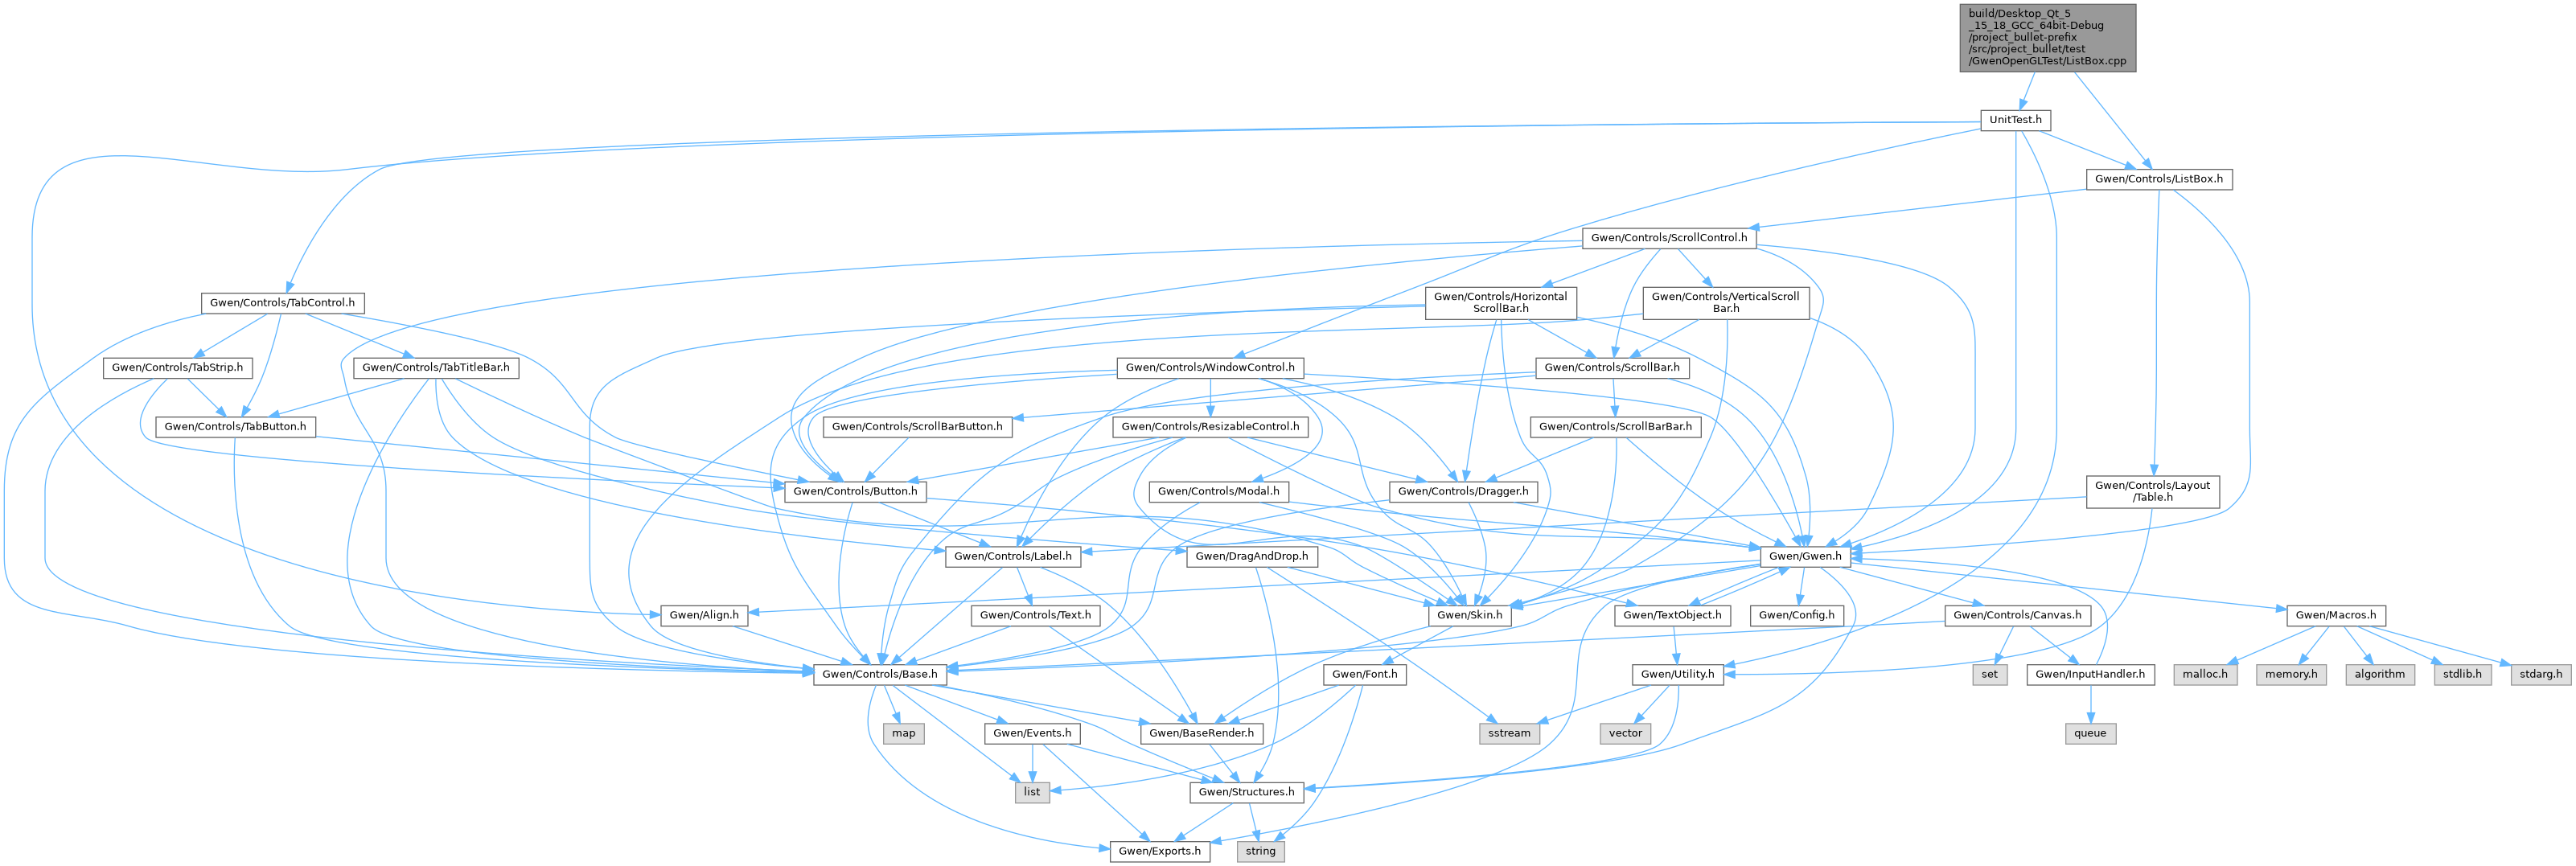 build/Desktop_Qt_5
_15_18_GCC_64bit-Debug
/project_bullet-prefix
/src/project_bullet/test
/GwenOpenGLTest/ListBox.cpp
UnitTest.h
Gwen/Controls/ListBox.h
Gwen/Controls/ScrollControl.h
Gwen/Controls/TabControl.h
Gwen/Controls/Horizontal
ScrollBar.h
Gwen/Controls/VerticalScroll
Bar.h
Gwen/Controls/TabStrip.h
Gwen/Controls/TabTitleBar.h
Gwen/Controls/WindowControl.h
Gwen/Controls/ScrollBar.h
Gwen/Controls/TabButton.h
Gwen/Controls/ScrollBarButton.h
Gwen/Controls/ResizableControl.h
Gwen/Controls/ScrollBarBar.h
Gwen/Controls/Button.h
Gwen/Controls/Modal.h
Gwen/Controls/Dragger.h
Gwen/Controls/Layout
/Table.h
Gwen/Controls/Label.h
Gwen/DragAndDrop.h
Gwen/Gwen.h
Gwen/Align.h
Gwen/Controls/Text.h
Gwen/Skin.h
Gwen/TextObject.h
Gwen/Config.h
Gwen/Controls/Canvas.h
Gwen/Macros.h
Gwen/Controls/Base.h
Gwen/Font.h
Gwen/Utility.h
set
Gwen/InputHandler.h
malloc.h
memory.h
algorithm
stdlib.h
stdarg.h
map
Gwen/Events.h
Gwen/BaseRender.h
sstream
vector
queue
list
Gwen/Structures.h
Gwen/Exports.h
string